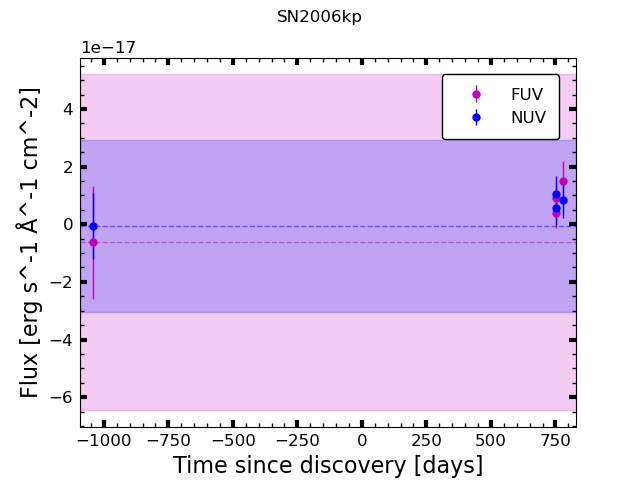 SN2006kp
1e−17
FUV
NUV
4
2
0
−2
−4
−6
Flux [erg s^-1 Å^-1 cm^-2]
−1000 −750 −500 −250 0 250 500 750
Time since discovery [days]